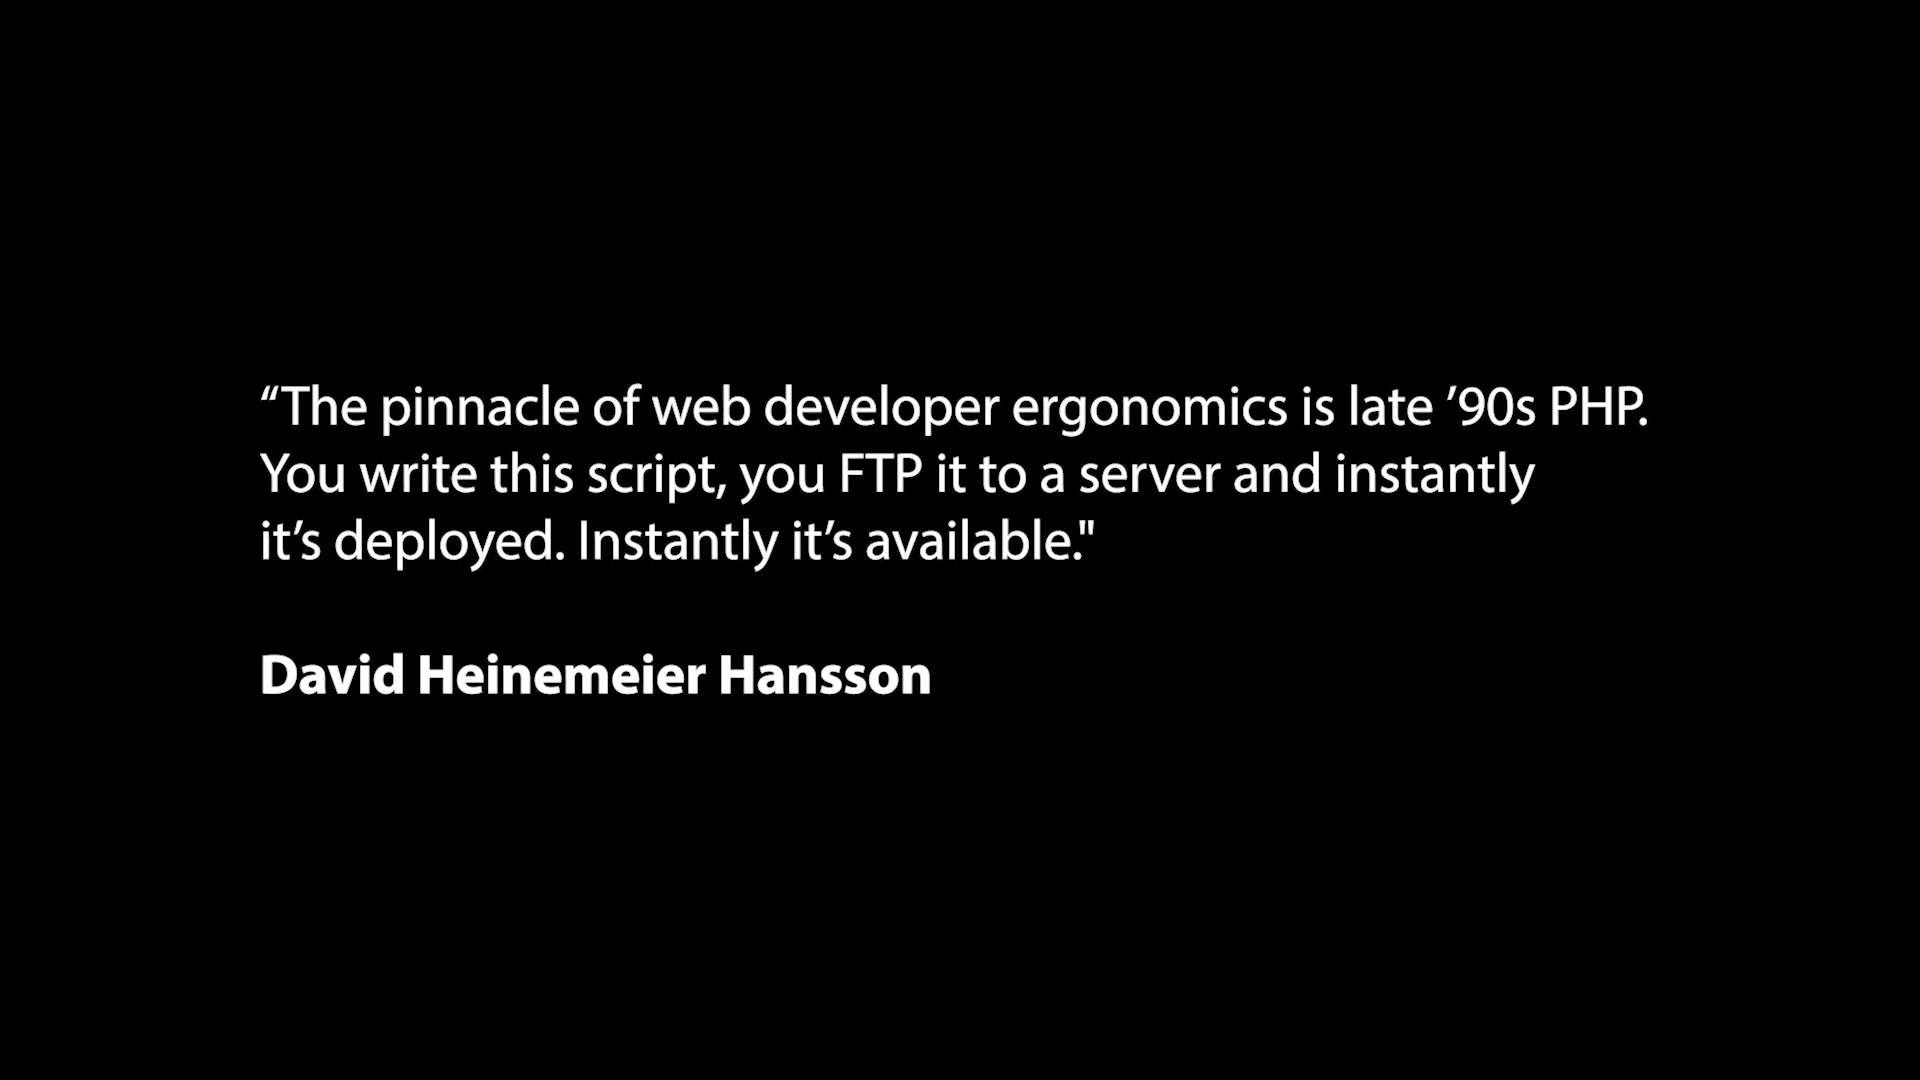 “The pinnacle of web developer ergonomics is late ’90s PHP.
You write this script, you FTP it to a server and instantly
it’s deployed. Instantly it’s available."
David Heinemeier Hansson